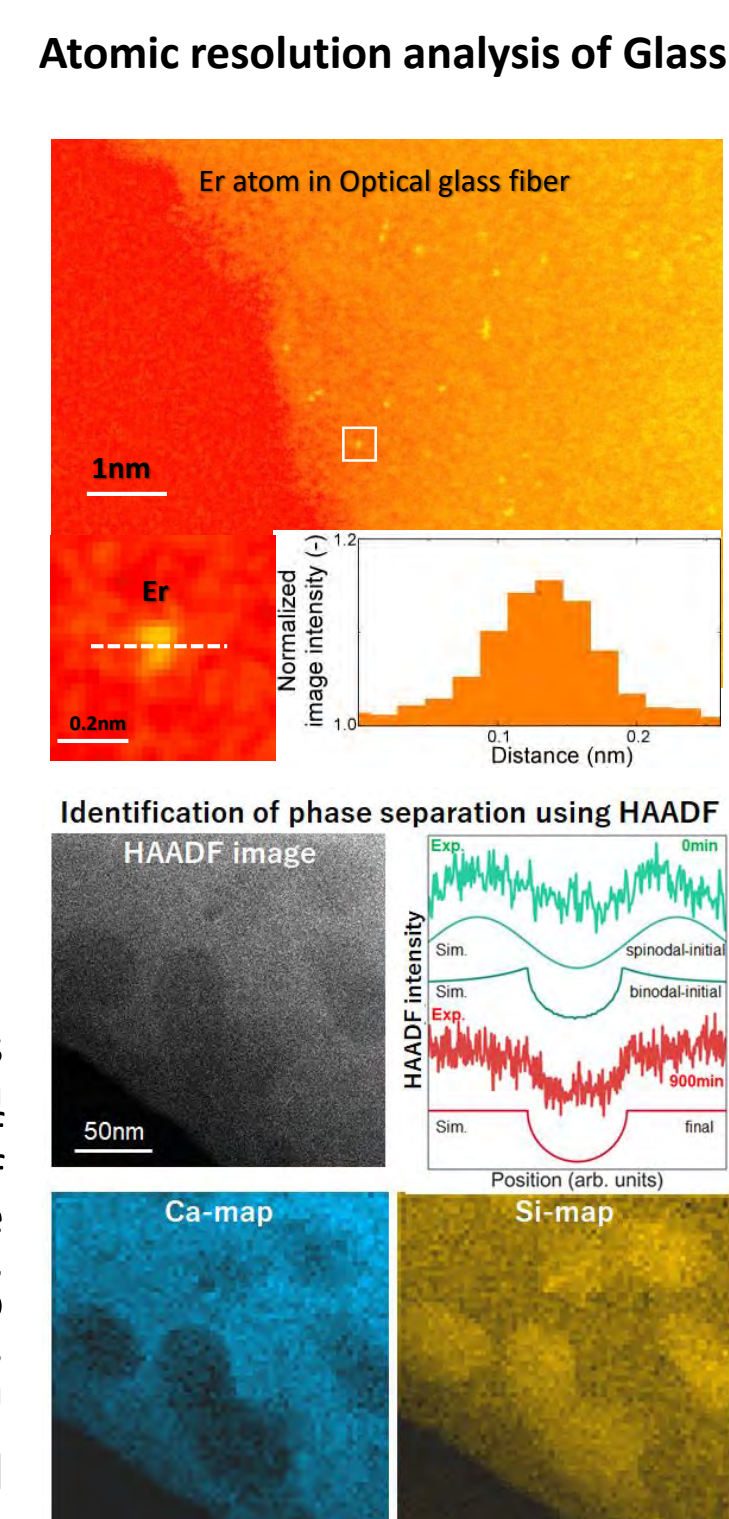 Atomic resolution analysis of Glass
Er atom in Optical glass fiber
1nm
Er
0.2nm
Normalized
image intensity (-)
1.2
1.0
0.1
0.2
Distance (nm)
Identification of phase separation using HAADF
HAADF image
50nm
HAADF intensity
Exp.
0min
Sim.
spinodal-initial
Sim.
binodal-initial
Exp.
900min
Sim.
final
Position (arb. units)
Ca-map
Si-map